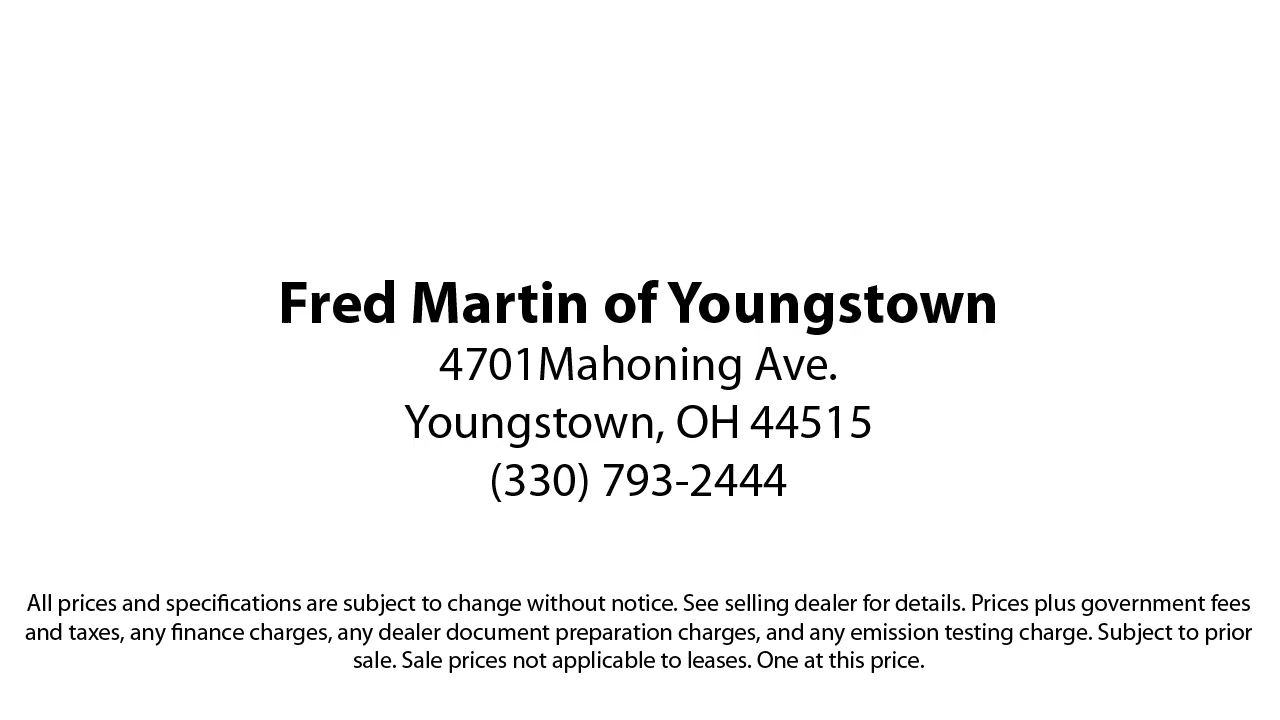 Fred Martin of Youngstown
4701Mahoning Ave.
Youngstown, OH 44515
(330) 793-2444
All prices and specifications are subject to change without notice. See selling dealer for details. Prices plus government fees
and taxes, any finance charges, any dealer document preparation charges, and any emission testing charge. Subject to prior
sale. Sale prices not applicable to leases. One at this price.